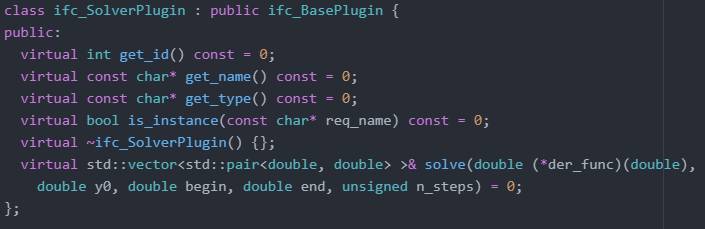 class ifc_SolverPlugin : public ifc_BasePlugin {
public:
  virtual int get_id() const = 0;
  virtual const char* get_name() const = 0;
  virtual const char* get_type() const = 0;
  virtual bool is_instance(const char* req_name) const = 0;
  virtual ~ifc_SolverPlugin() {};
  virtual std::vector<std::pair<double, double> >& solve(double (*der_func)(double),
    double y0, double begin, double end, unsigned n_steps) = 0;
};